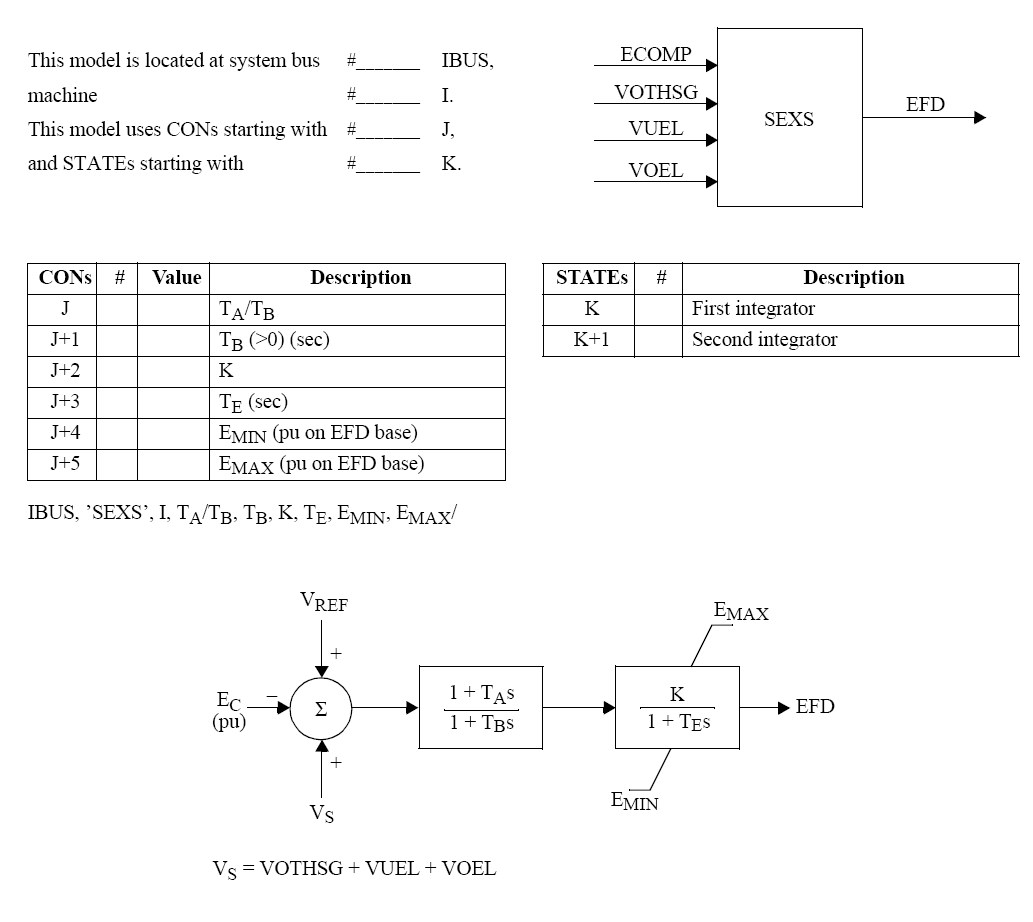 This model is located at system bus #_______ IBUS,
machine #_______ I.
This model uses CONs starting with #_______ J,
and STATEs starting with #_______ K.
ECOMP
VOTHSG
VUEL
VOEL
SEXS
EFD
CONs # Value Description
J TA/TB
J+1 TB (>0) (sec)
J+2 K
J+3 TE (sec)
J+4 EMIN (pu on EFD base)
J+5 EMAX (pu on EFD base)
STATEs # Description
K First integrator
K+1 Second integrator
IBUS, ’SEXS’, I, TA/TB, TB, K, TE, EMIN, EMAX/
VREF
+
EC
(pu)
–
Σ
+
VS
1 + TAs
1 + TBs
K
1 + TEs
EMAX
EMIN
EFD
VS = VOTHSG + VUEL + VOEL